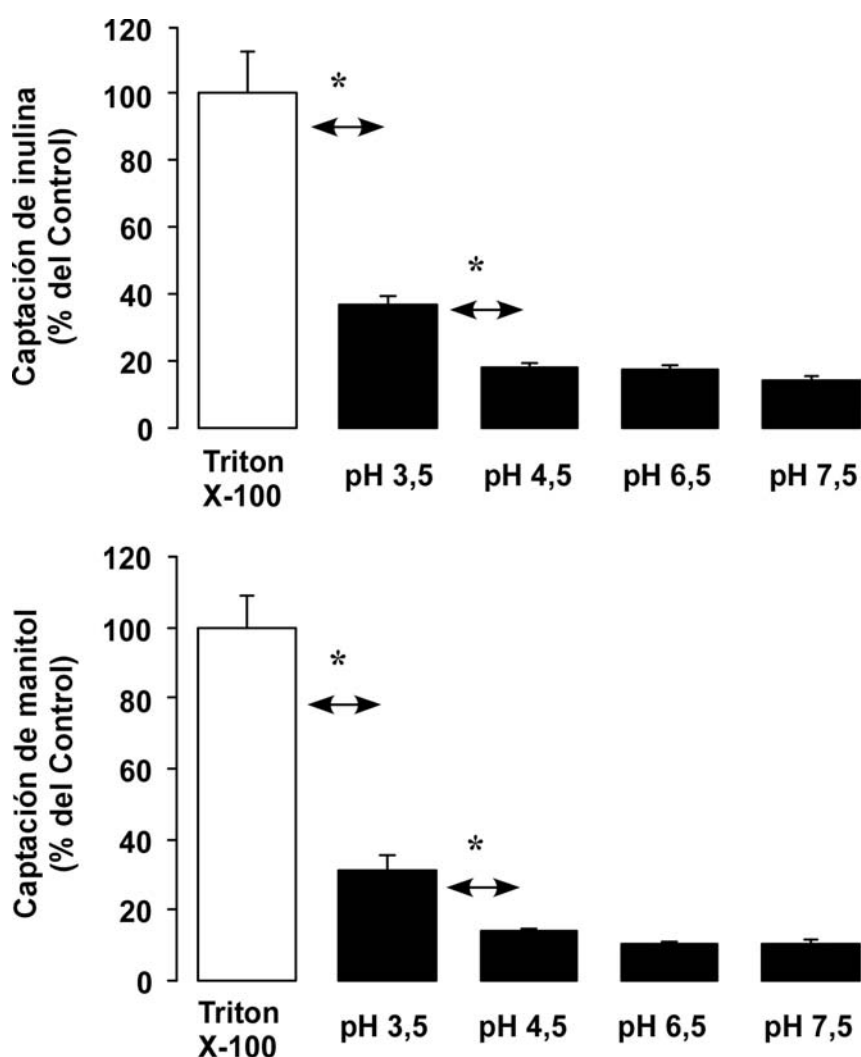 Captación de inulina
(% del Control)
120
100
80
60
40
20
0
*
*
Triton
X-100
pH 3,5
pH 4,5
pH 6,5
pH 7,5
Captación de manitol
(% del Control)
120
100
80
60
40
20
0
*
*
Triton
X-100
pH 3,5
pH 4,5
pH 6,5
pH 7,5